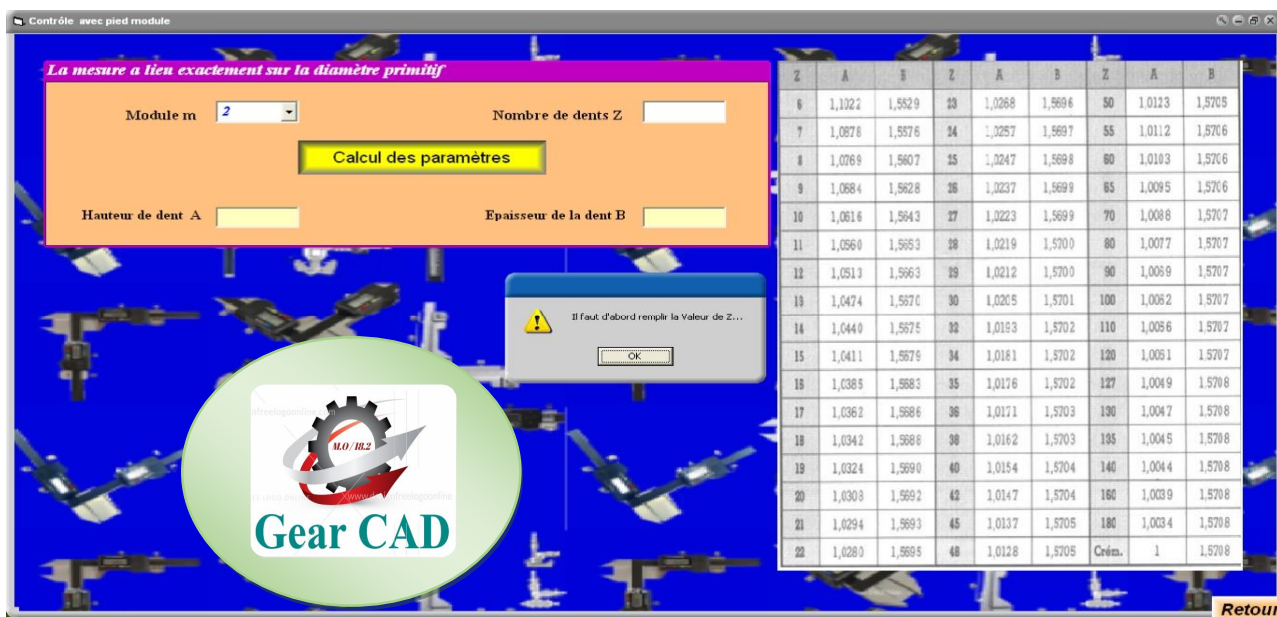 Contrôle avec pied module
La mesure a lieu exactement sur la diamètre primitif
Module m 2
Nombre de dents Z
Calcul des paramètres
Hauteur de dent A
Epaisseur de la dent B
Il faut d'abord remplir la Valeur de Z...
OK
M.O/18.2
Gear CAD
Z A B Z A B Z A B
6 1,1022 1,5529 23 1,0268 1,5696 50 1,0123 1,5705
7 1,0878 1,5576 24 1,0257 1,5697 55 1,0112 1,5706
8 1,0769 1,5607 25 1,0247 1,5698 60 1,0103 1,5706
9 1,0684 1,5628 26 1,0237 1,5699 65 1,0095 1,5706
10 1,0616 1,5643 27 1,0223 1,5699 70 1,0088 1,5707
11 1,0560 1,5653 28 1,0219 1,5700 80 1,0077 1,5707
12 1,0513 1,5663 29 1,0212 1,5700 90 1,0069 1,5707
13 1,0474 1,5670 30 1,0205 1,5701 100 1,0062 1,5707
14 1,0440 1,5675 32 1,0193 1,5702 110 1,0056 1,5707
15 1,0411 1,5679 34 1,0181 1,5702 120 1,0051 1,5707
16 1,0385 1,5683 35 1,0176 1,5702 127 1,0049 1,5708
17 1,0362 1,5686 36 1,0171 1,5703 130 1,0047 1,5708
18 1,0342 1,5688 38 1,0162 1,5703 135 1,0045 1,5708
19 1,0324 1,5690 40 1,0154 1,5704 140 1,0044 1,5708
20 1,0308 1,5692 42 1,0147 1,5704 160 1,0039 1,5708
21 1,0294 1,5693 45 1,0137 1,5705 180 1,0034 1,5708
22 1,0280 1,5695 48 1,0128 1,5705 Crém. 1 1,5708
Retour